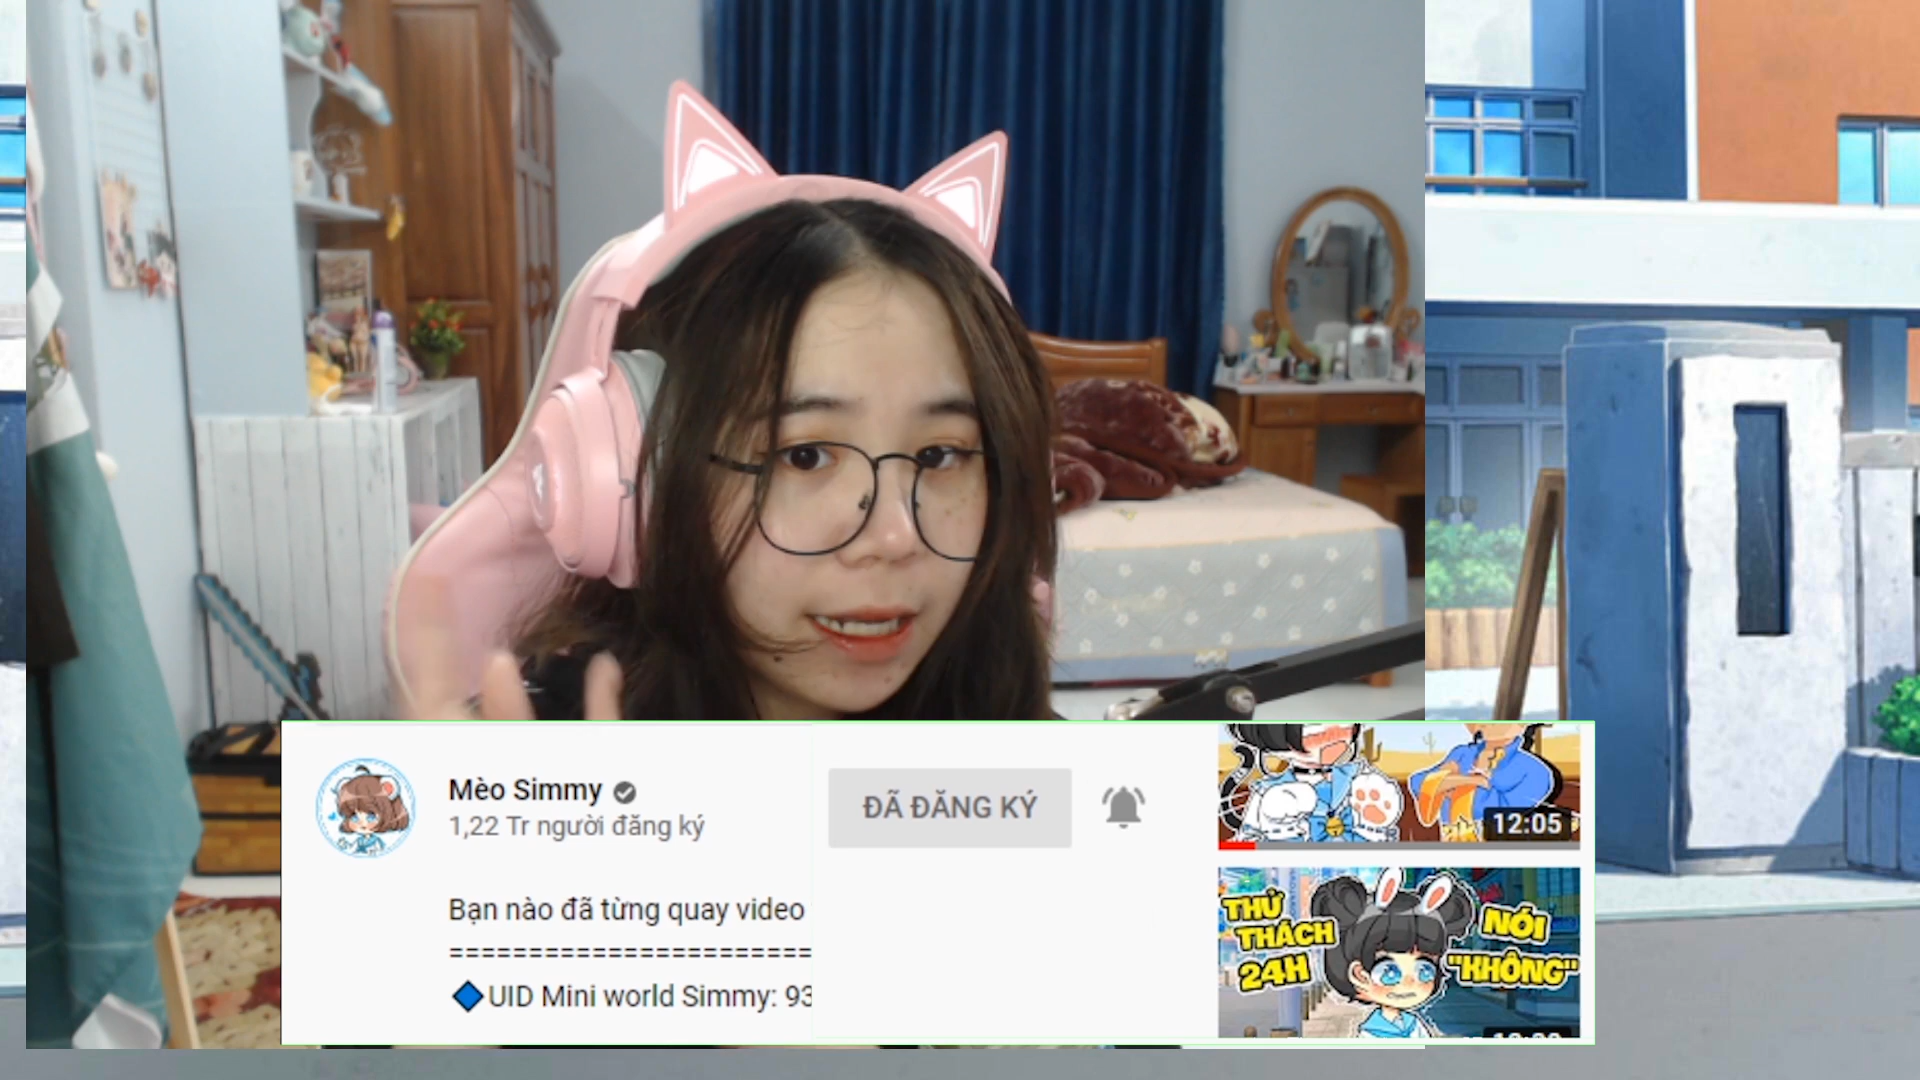 Mèo Simmy
1,22 Tr người đăng ký
ĐÃ ĐĂNG KÝ
12:05
Bạn nào đã từng quay video
========================
UID Mini world Simmy: 93
THỬ
THÁCH
24H
NÓI
"KHÔNG"